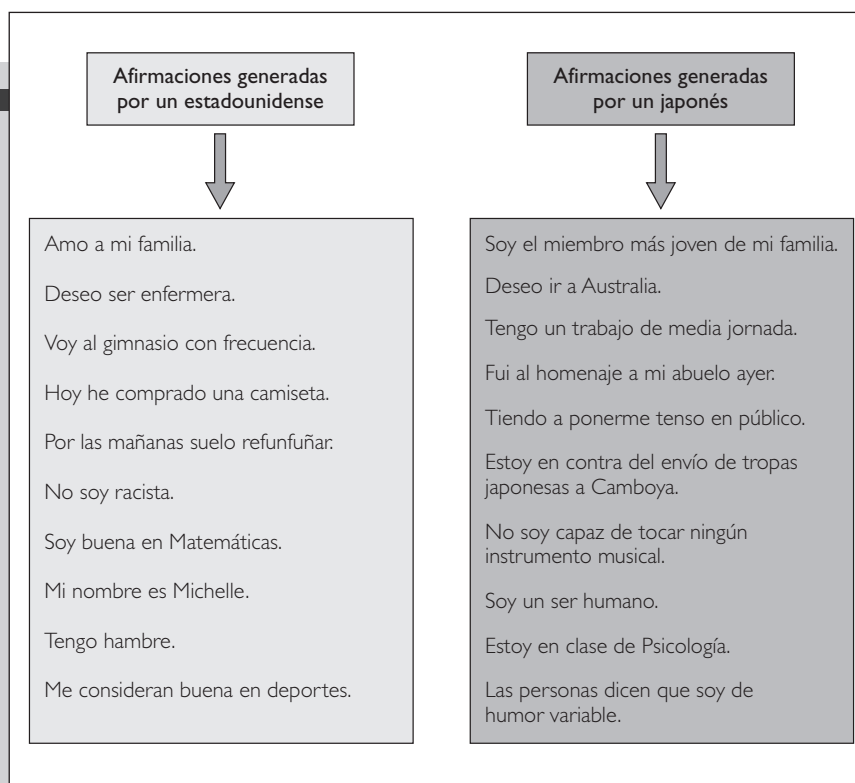 Afirmaciones generadas
por un estadounidense
Amo a mi familia.
Deseo ser enfermera.
Voy al gimnasio con frecuencia.
Hoy he comprado una camiseta.
Por las mañanas suelo refunfuñar.
No soy racista.
Soy buena en Matemáticas.
Mi nombre es Michelle.
Tengo hambre.
Me consideran buena en deportes.
Afirmaciones generadas
por un japonés
Soy el miembro más joven de mi familia.
Deseo ir a Australia.
Tengo un trabajo de media jornada.
Fui al homenaje a mi abuelo ayer.
Tiendo a ponerme tenso en público.
Estoy en contra del envío de tropas
japonesas a Camboya.
No soy capaz de tocar ningún
instrumento musical.
Soy un ser humano.
Estoy en clase de Psicología.
Las personas dicen que soy de
humor variable.